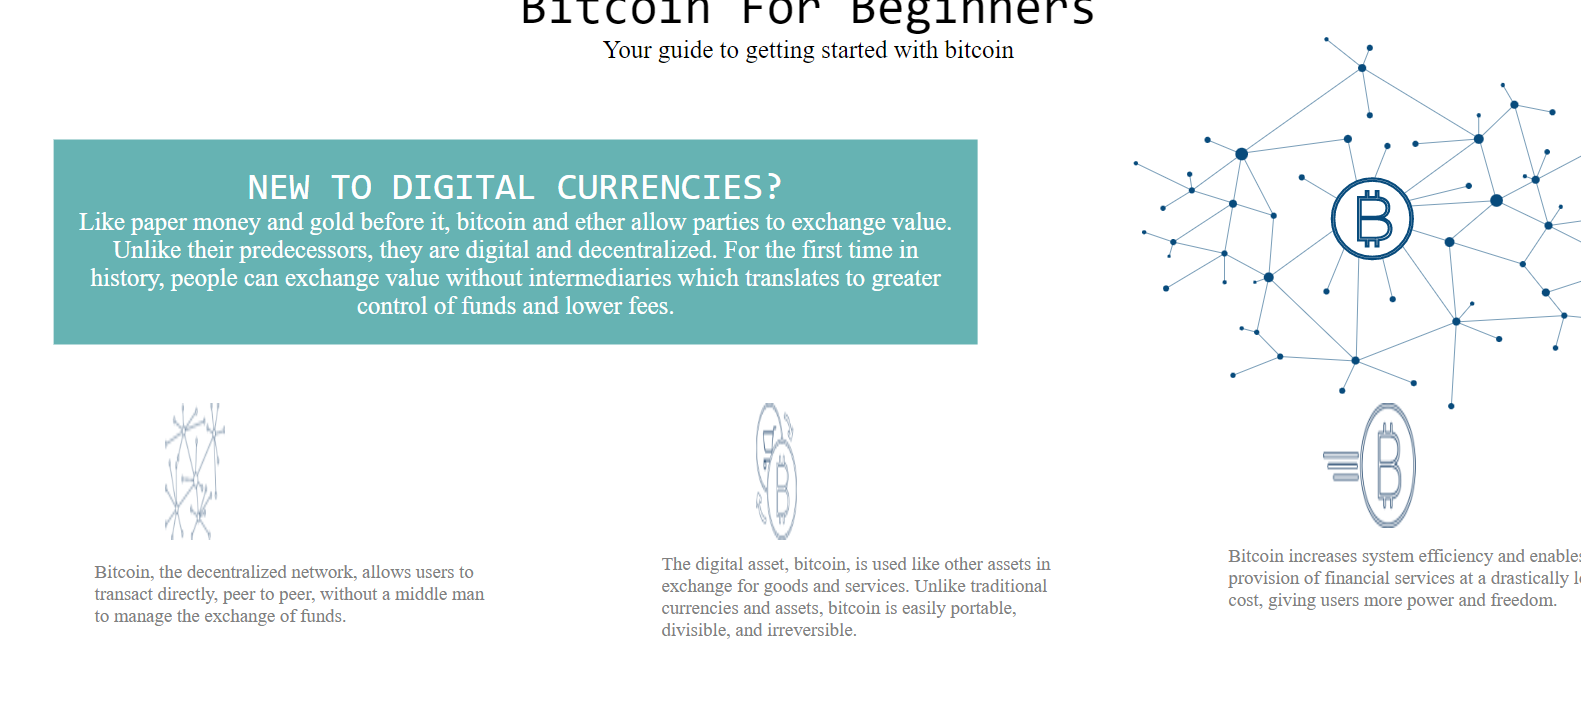 Bitcoin For Beginners
Your guide to getting started with bitcoin
NEW TO DIGITAL CURRENCIES?
Like paper money and gold before it, bitcoin and ether allow parties to exchange value.
Unlike their predecessors, they are digital and decentralized. For the first time in
history, people can exchange value without intermediaries which translates to greater
control of funds and lower fees.
Bitcoin, the decentralized network, allows users to
transact directly, peer to peer, without a middle man
to manage the exchange of funds.
The digital asset, bitcoin, is used like other assets in
exchange for goods and services. Unlike traditional
currencies and assets, bitcoin is easily portable,
divisible, and irreversible.
Bitcoin increases system efficiency and enables
provision of financial services at a drastically
cost, giving users more power and freedom.